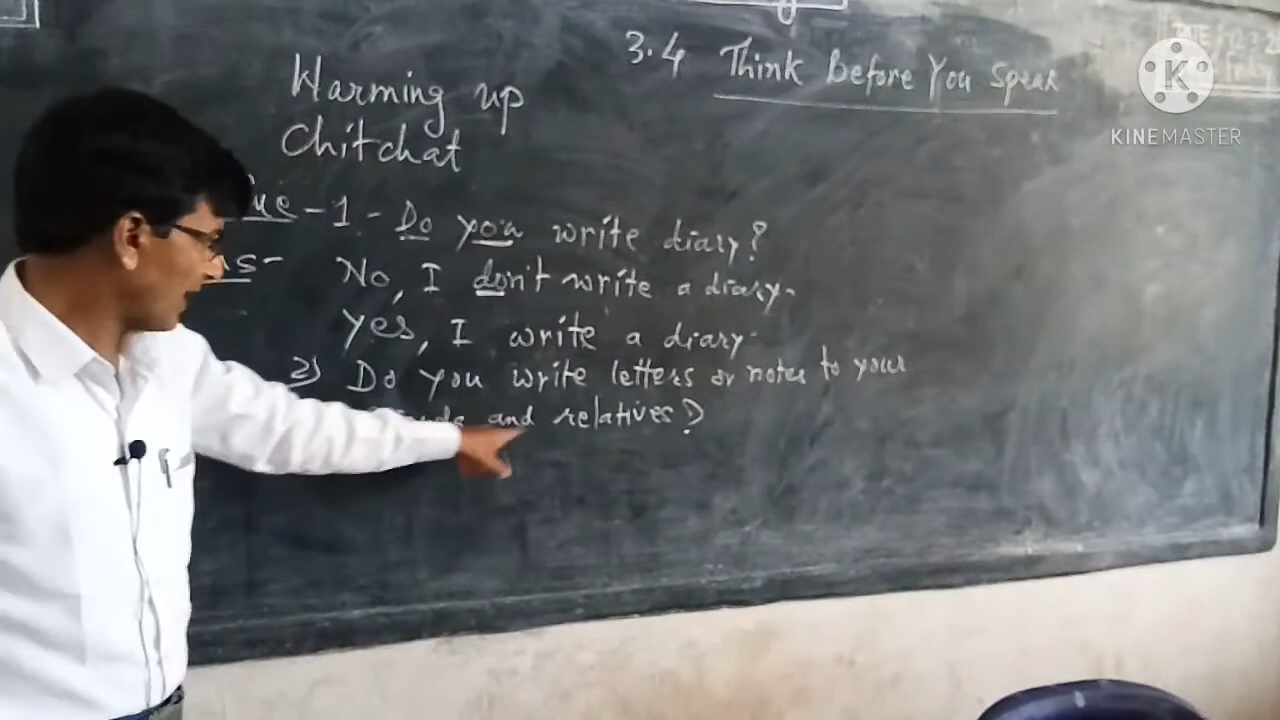 3.4 Think Before You Speak
Warming up
Chitchat
Que-1- Do you write diary?
No, I don't write a diary.
Yes, I write a diary.
2) Do you write letters or notes to your
and relatives?
K
KINEMASTER